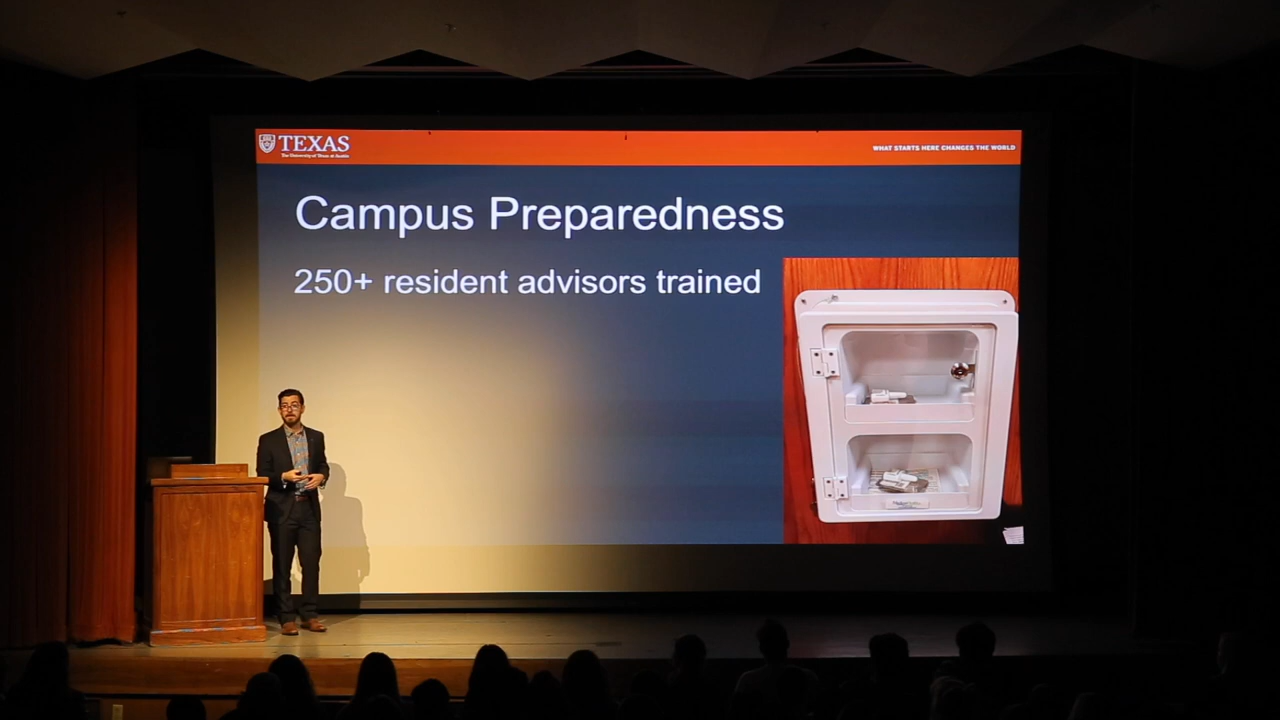 TEXAS
The University of Texas at Austin
WHAT STARTS HERE CHANGES THE WORLD
Campus Preparedness
250+ resident advisors trained